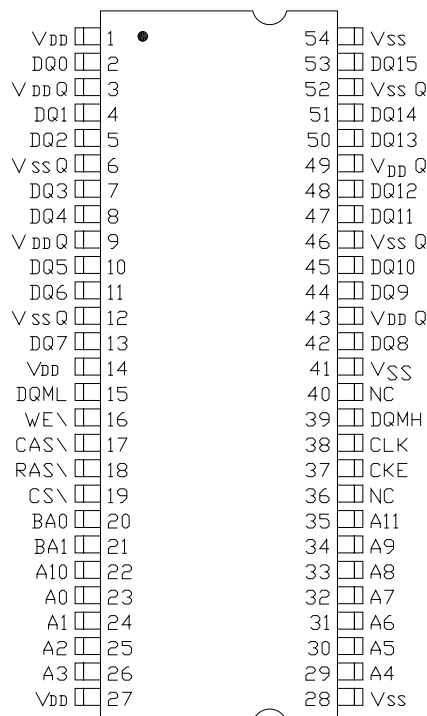 VDD 1 54 VSS
DQ0 2 53 DQ15
VDDQ 3 52 VSSQ
DQ1 4 51 DQ14
DQ2 5 50 DQ13
VSSQ 6 49 VDDQ
DQ3 7 48 DQ12
DQ4 8 47 DQ11
VDDQ 9 46 VSSQ
DQ5 10 45 DQ10
DQ6 11 44 DQ9
VSSQ 12 43 VDDQ
DQ7 13 42 DQ8
VDD 14 41 VSS
DQML 15 40 NC
WE\ 16 39 DQMH
CAS\ 17 38 CLK
RAS\ 18 37 CKE
CS\ 19 36 NC
BA0 20 35 A11
BA1 21 34 A9
A10 22 33 A8
A0 23 32 A7
A1 24 31 A6
A2 25 30 A5
A3 26 29 A4
VDD 27 28 VSS